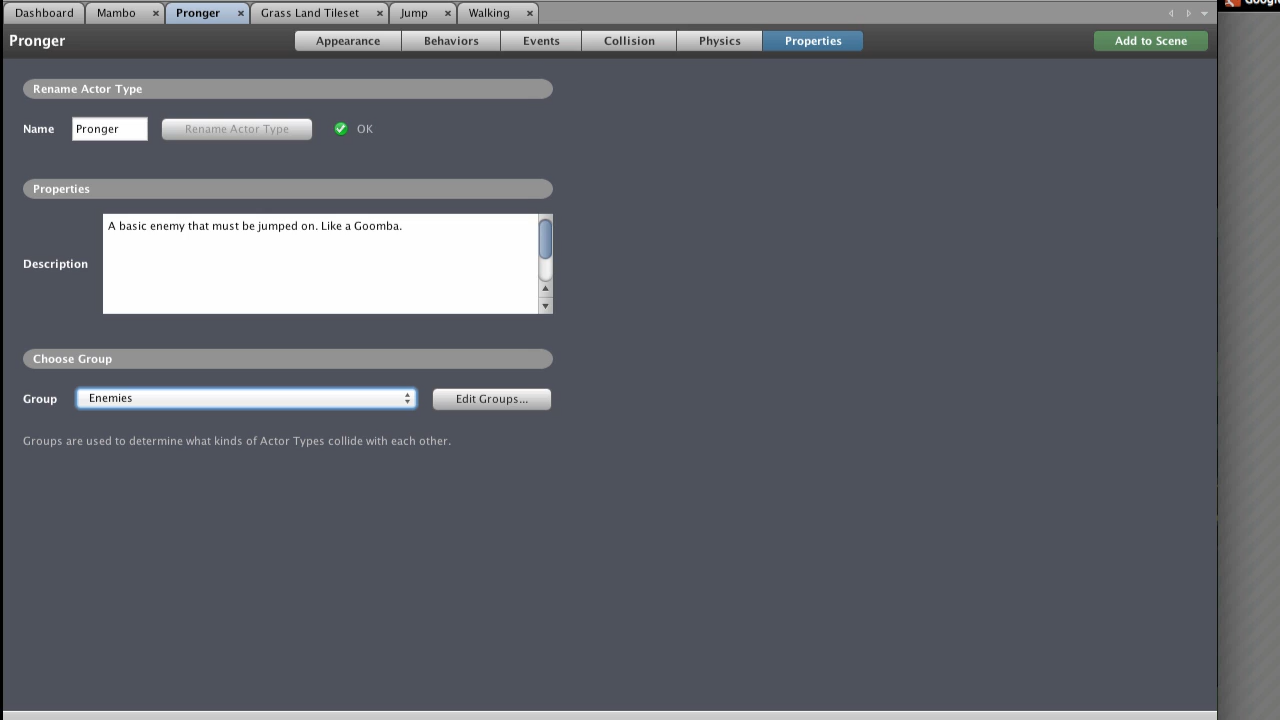 Dashboard Mambo Pronger Grass Land Tileset Jump Walking
Pronger Appearance Behaviors Events Collision Physics Properties Add to Scene
Rename Actor Type
Name Pronger Rename Actor Type OK
Properties
A basic enemy that must be jumped on. Like a Goomba.
Description
Choose Group
Group Enemies Edit Groups...
Groups are used to determine what kinds of Actor Types collide with each other.